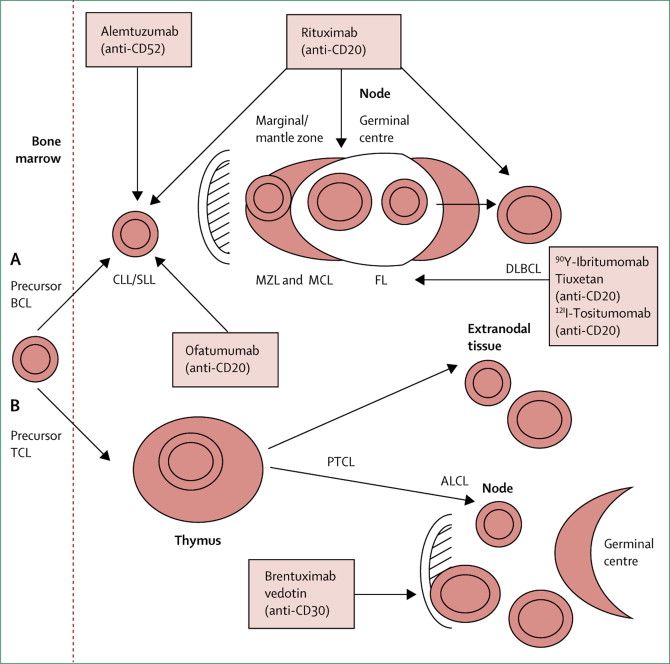 Alemtuzumab
(anti-CD52)
Rituximab
(anti-CD20)
Node
Marginal/
mantle zone
Germinal
centre
Bone
marrow
A
Precursor
BCL
CLL/SLL
MZL and MCL
FL
DLBCL
⁹⁰Y-Ibritumomab
Tiuxetan
(anti-CD20)
¹²I-Tositumomab
(anti-CD20)
Ofatumumab
(anti-CD20)
Extranodal
tissue
B
Precursor
TCL
PTCL
ALCL
Node
Thymus
Germinal
centre
Brentuximab
vedotin
(anti-CD30)